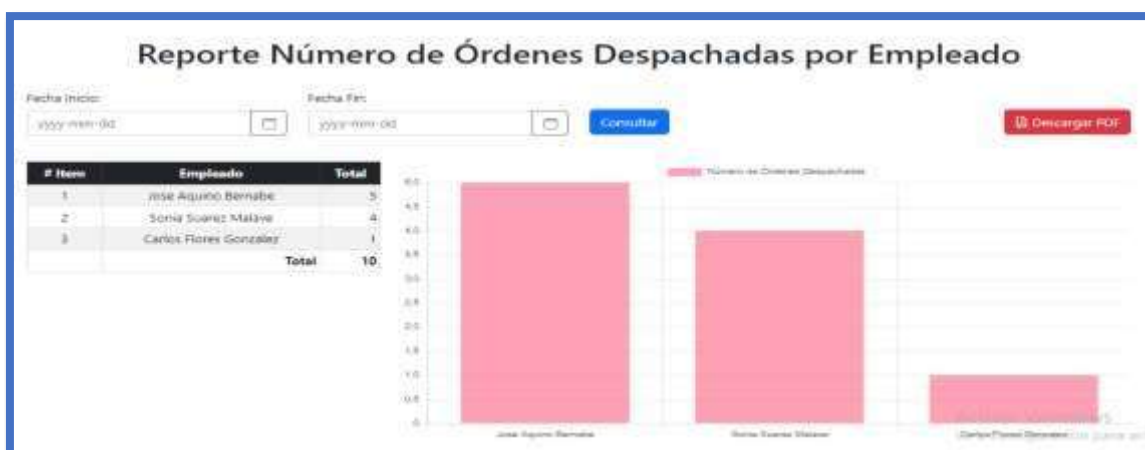 Reporte Número de Órdenes Despachadas por Empleado
Fecha Inicio: Fecha Fin:
yyyy-mm-dd yyyy-mm-dd Consultar Descargar PDF
# Item Empleado Total
1 Jose Aquino Bernabe 5
2 Sonia Suarez Malave 4
3 Carlos Flores Gonzalez 1
Total 10
Número de Órdenes Despachadas
5.0
4.5
4.0
3.5
3.0
2.5
2.0
1.5
1.0
0.5
0
Jose Aquino Bernabe Sonia Suarez Malave Carlos Flores Gonzalez